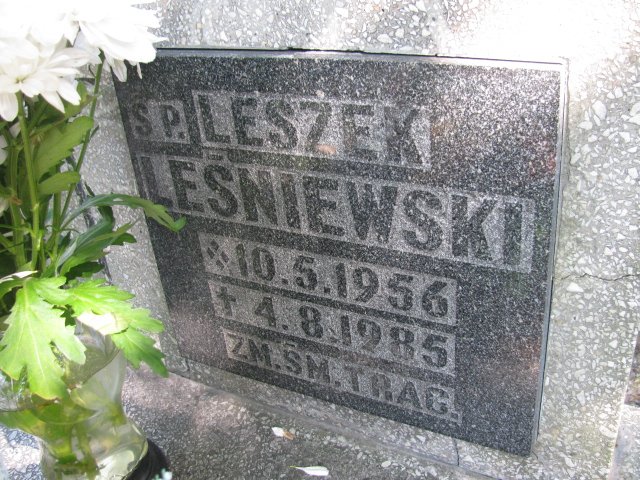 ŚP. LESZEK
LEŚNIEWSKI
※ 10.5.1956
† 4.8.1985
ZM. ŚM. TRAG.